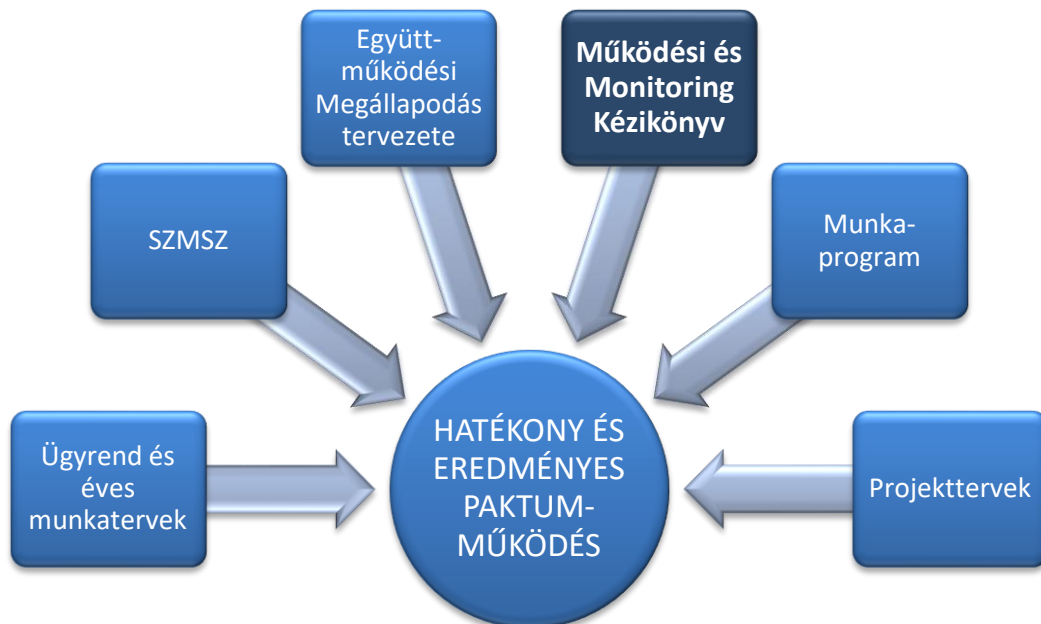 Együtt-
működési
Megállapodás
tervezete
Működési és
Monitoring
Kézikönyv
SZMSZ
Munka-
program
Ügyrend és
éves
munkatervek
HATÉKONY ÉS
EREDMÉNYES
PAKTUM-
MŰKÖDÉS
Projekttervek